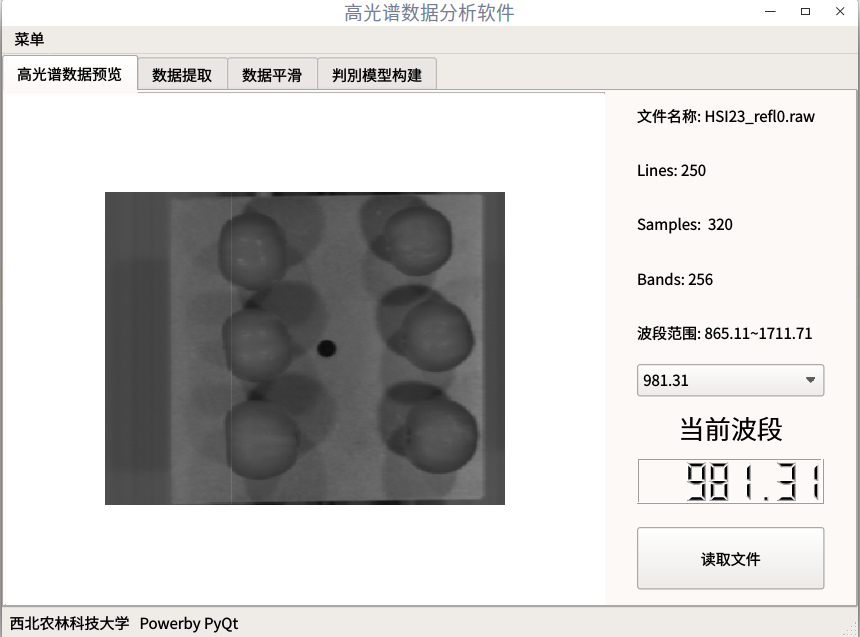 高光谱数据分析软件
菜单
高光谱数据预览 数据提取 数据平滑 判别模型构建
文件名称: HSI23_refl0.raw
Lines: 250
Samples: 320
Bands: 256
波段范围: 865.11~1711.71
981.31
当前波段
981.31
读取文件
西北农林科技大学 Powerby PyQt